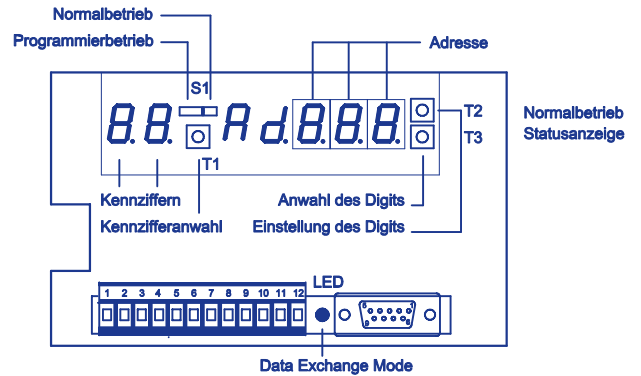 Normalbetrieb
Programmierbetrieb
Adresse
S1
8.8. Ad.8.8.8.
T2
T3
T1
Normalbetrieb
Statusanzeige
Kennziffern
Anwahl des Digits
Kennzifferanwahl
Einstellung des Digits
LED
1 2 3 4 5 6 7 8 9 10 11 12
Data Exchange Mode